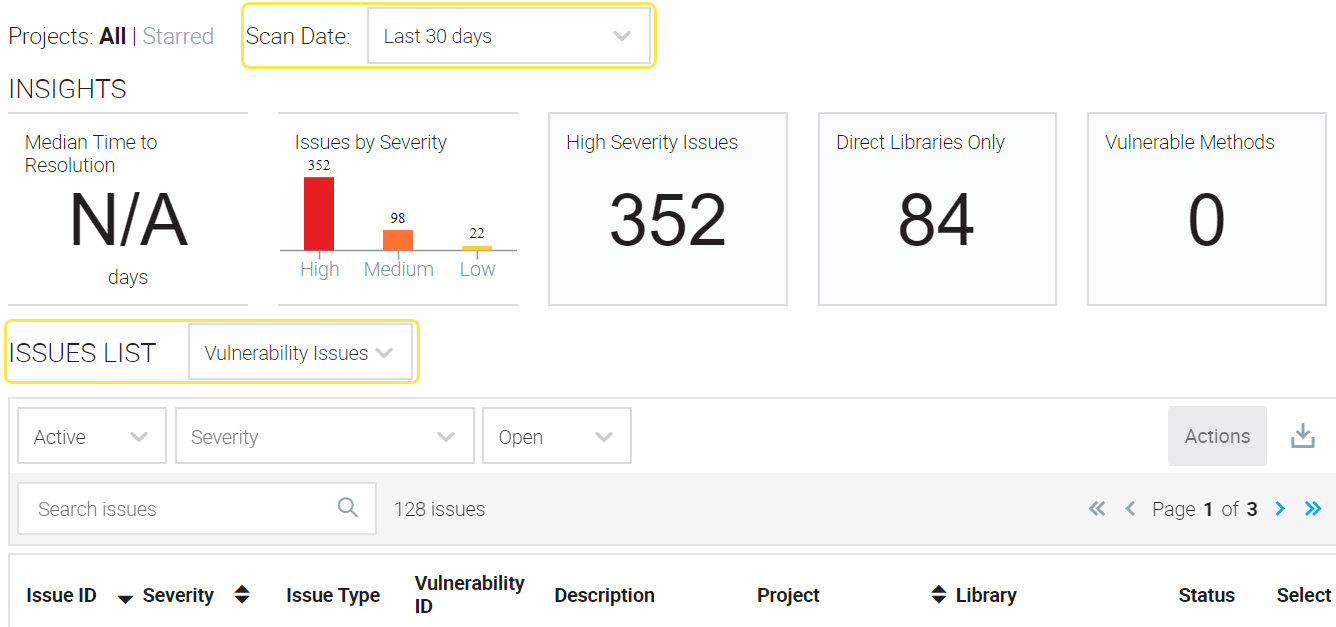 Projects: All | Starred
Scan Date: Last 30 days
INSIGHTS
Median Time to
Resolution
N/A
days
Issues by Severity
352
98
22
High Medium Low
High Severity Issues
352
Direct Libraries Only
84
Vulnerable Methods
0
ISSUES LIST Vulnerability Issues
Active Severity Open Actions
Search issues 128 issues Page 1 of 3
Issue ID Severity Issue Type Vulnerability ID Description Project Library Status Select